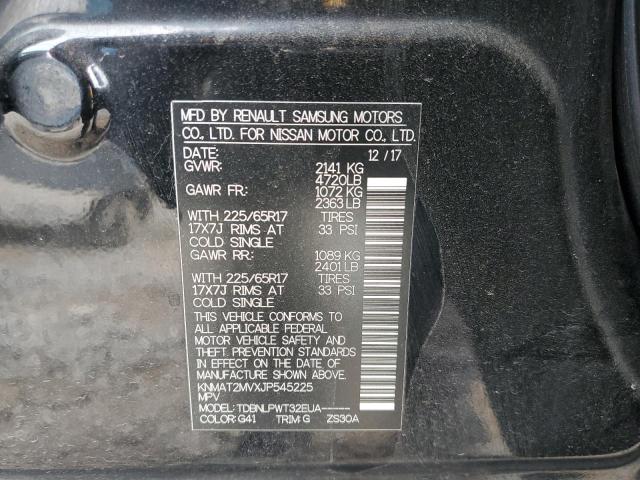 MFD BY RENAULT SAMSUNG MOTORS
CO., LTD. FOR NISSAN MOTOR CO., LTD.
DATE: 12 / 17
GVWR: 2141 KG
4720LB
GAWR FR: 1072 KG
2363 LB
WITH 225/65R17 TIRES
17X7J RIMS AT 33 PSI
COLD SINGLE
GAWR RR: 1089 KG
2401 LB
WITH 225/65R17 TIRES
17X7J RIMS AT 33 PSI
COLD SINGLE
THIS VEHICLE CONFORMS TO
ALL APPLICABLE FEDERAL
MOTOR VEHICLE SAFETY AND
THEFT PREVENTION STANDARDS
IN EFFECT ON THE DATE OF
MANUFACTURE SHOWN ABOVE.
KNMAT2MVXJP545225
MPV
MODEL: TDBNLPWT32EUA-----
COLOR: G41 TRIM: G ZS30A